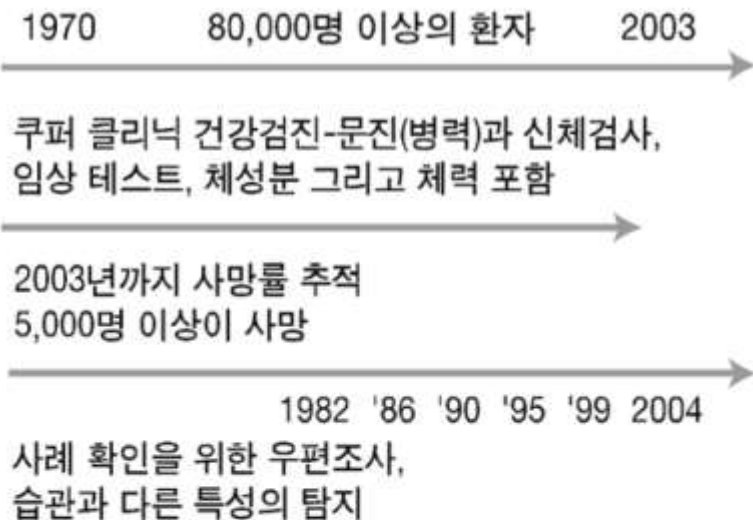 1970 80,000명 이상의 환자 2003
쿠퍼 클리닉 건강검진-문진(병력)과 신체검사,
임상 테스트, 체성분 그리고 체력 포함
2003년까지 사망률 추적
5,000명 이상이 사망
1982 '86 '90 '95 '99 2004
사례 확인을 위한 우편조사,
습관과 다른 특성의 탐지